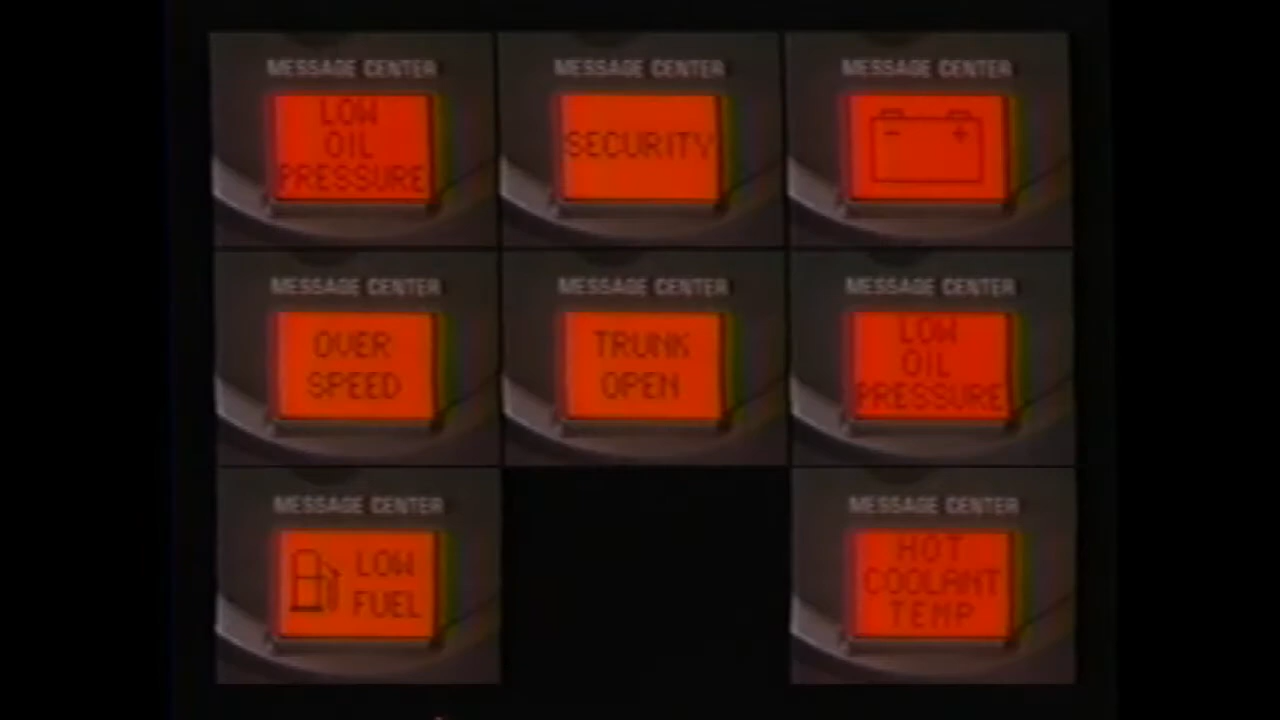 MESSAGE CENTER
LOW
OIL
PRESSURE
MESSAGE CENTER
SECURITY
MESSAGE CENTER
- +
MESSAGE CENTER
OVER
SPEED
MESSAGE CENTER
TRUNK
OPEN
MESSAGE CENTER
LOW
OIL
PRESSURE
MESSAGE CENTER
LOW
FUEL
MESSAGE CENTER
HOT
COOLANT
TEMP